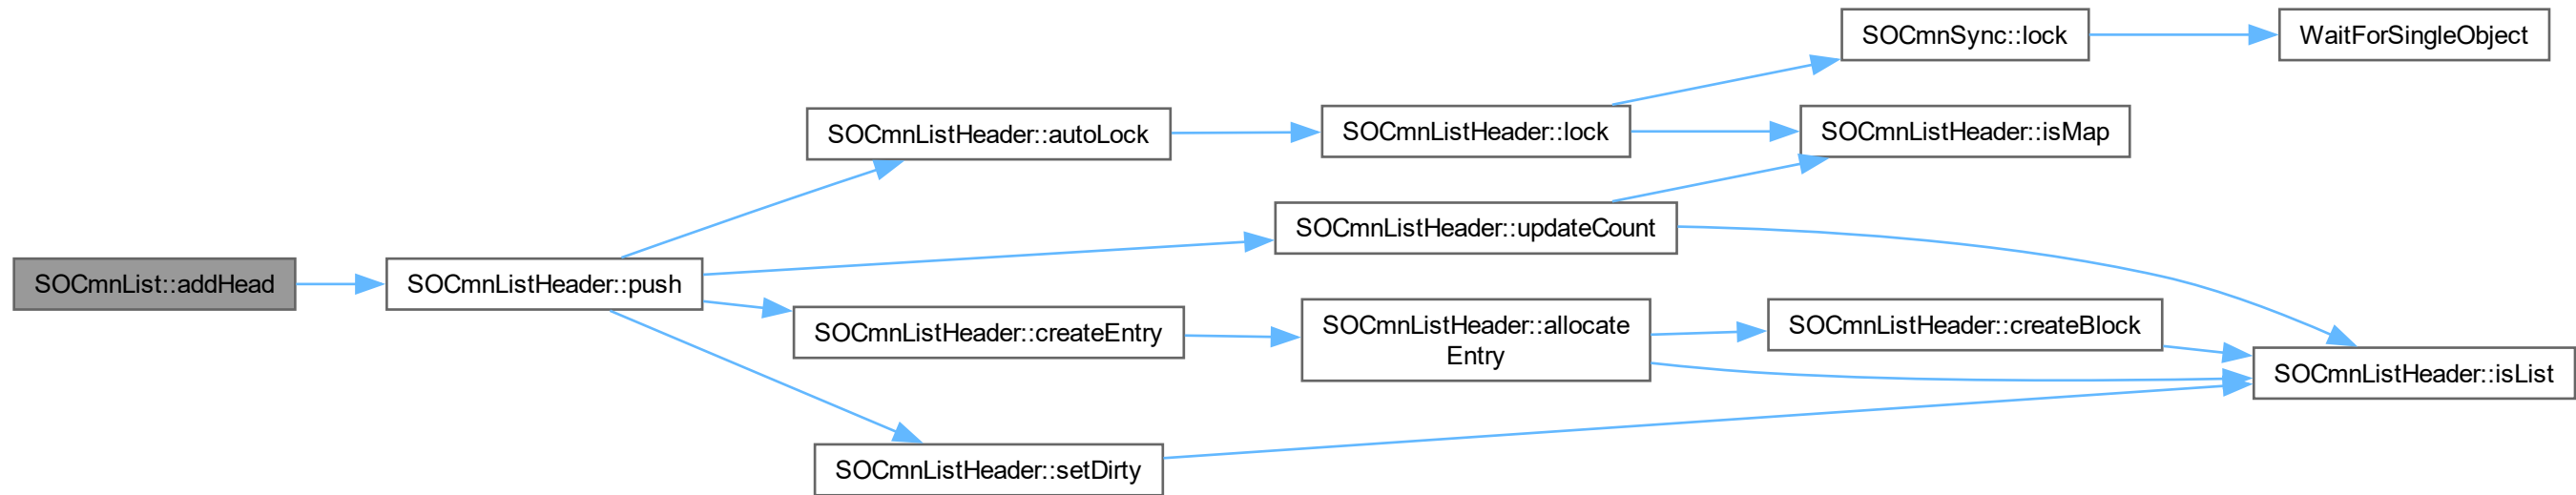 SOCmnList::addHead
SOCmnListHeader::push
SOCmnListHeader::autoLock
SOCmnListHeader::lock
SOCmnSync::lock
WaitForSingleObject
SOCmnListHeader::isMap
SOCmnListHeader::updateCount
SOCmnListHeader::createEntry
SOCmnListHeader::allocate
Entry
SOCmnListHeader::createBlock
SOCmnListHeader::isList
SOCmnListHeader::setDirty